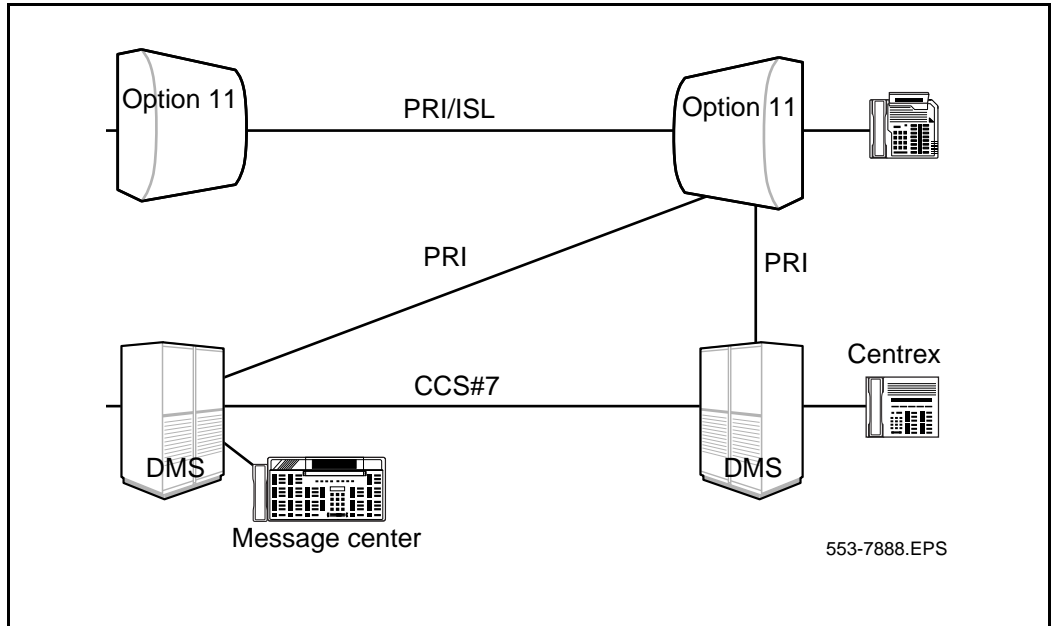 Option 11
PRI/ISL
Option 11
PRI
PRI
Centrex
CCS#7
DMS
DMS
Message center
553-7888.EPS